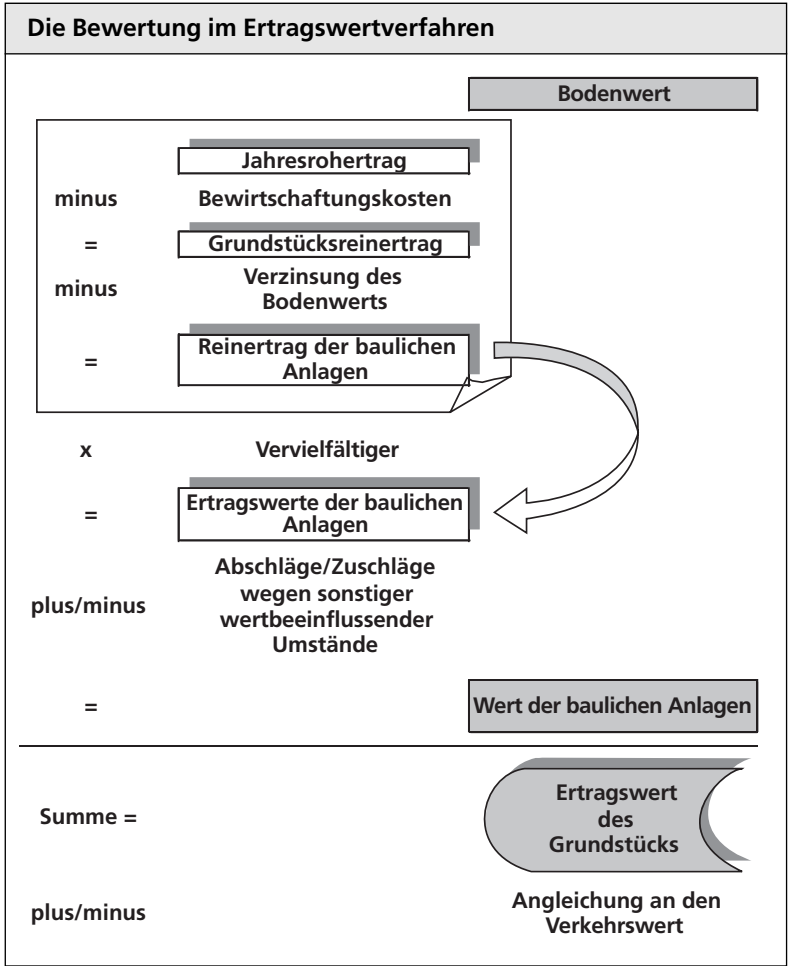 Die Bewertung im Ertragswertverfahren
Bodenwert
Jahresrohertrag
minus Bewirtschaftungskosten
= Grundstücksreinertrag
minus Verzinsung des
Bodenwerts
= Reinertrag der baulichen
Anlagen
x Vervielfältiger
= Ertragswerte der baulichen
Anlagen
plus/minus Abschläge/Zuschläge
wegen sonstiger
wertbeeinflussender
Umstände
= Wert der baulichen Anlagen
Summe = Ertragswert
des
Grundstücks
plus/minus Angleichung an den
Verkehrswert